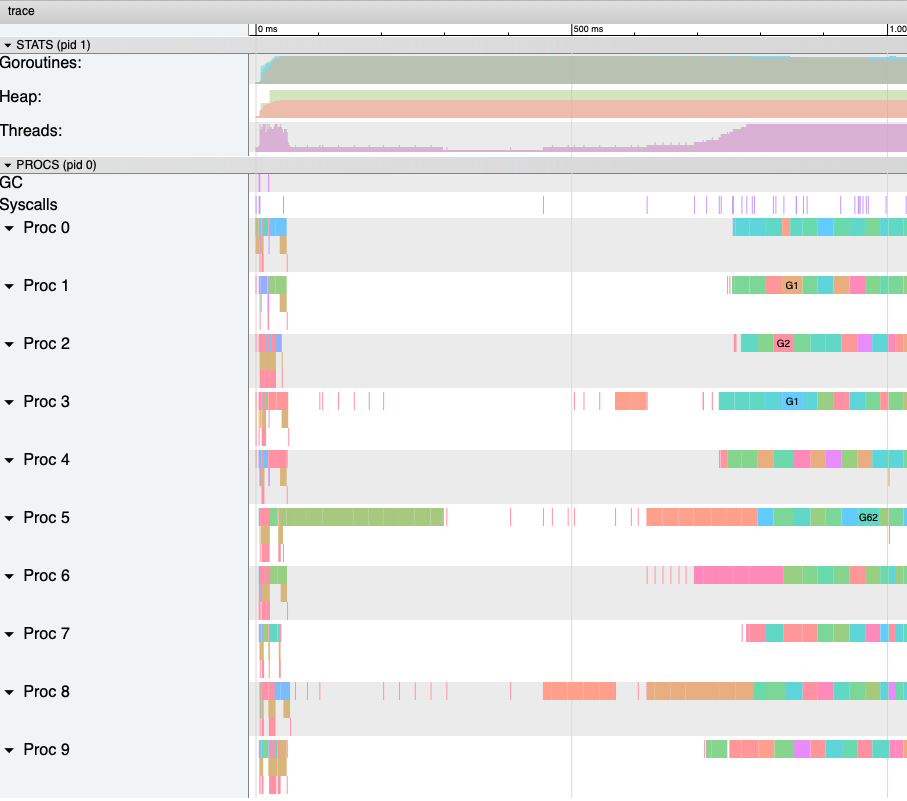 trace
0 ms
500 ms
1.00
STATS (pid 1)
Goroutines:
Heap:
Threads:
PROCS (pid 0)
GC
Syscalls
Proc 0
Proc 1
G1
Proc 2
G2
Proc 3
G1
Proc 4
Proc 5
G62
Proc 6
Proc 7
Proc 8
Proc 9